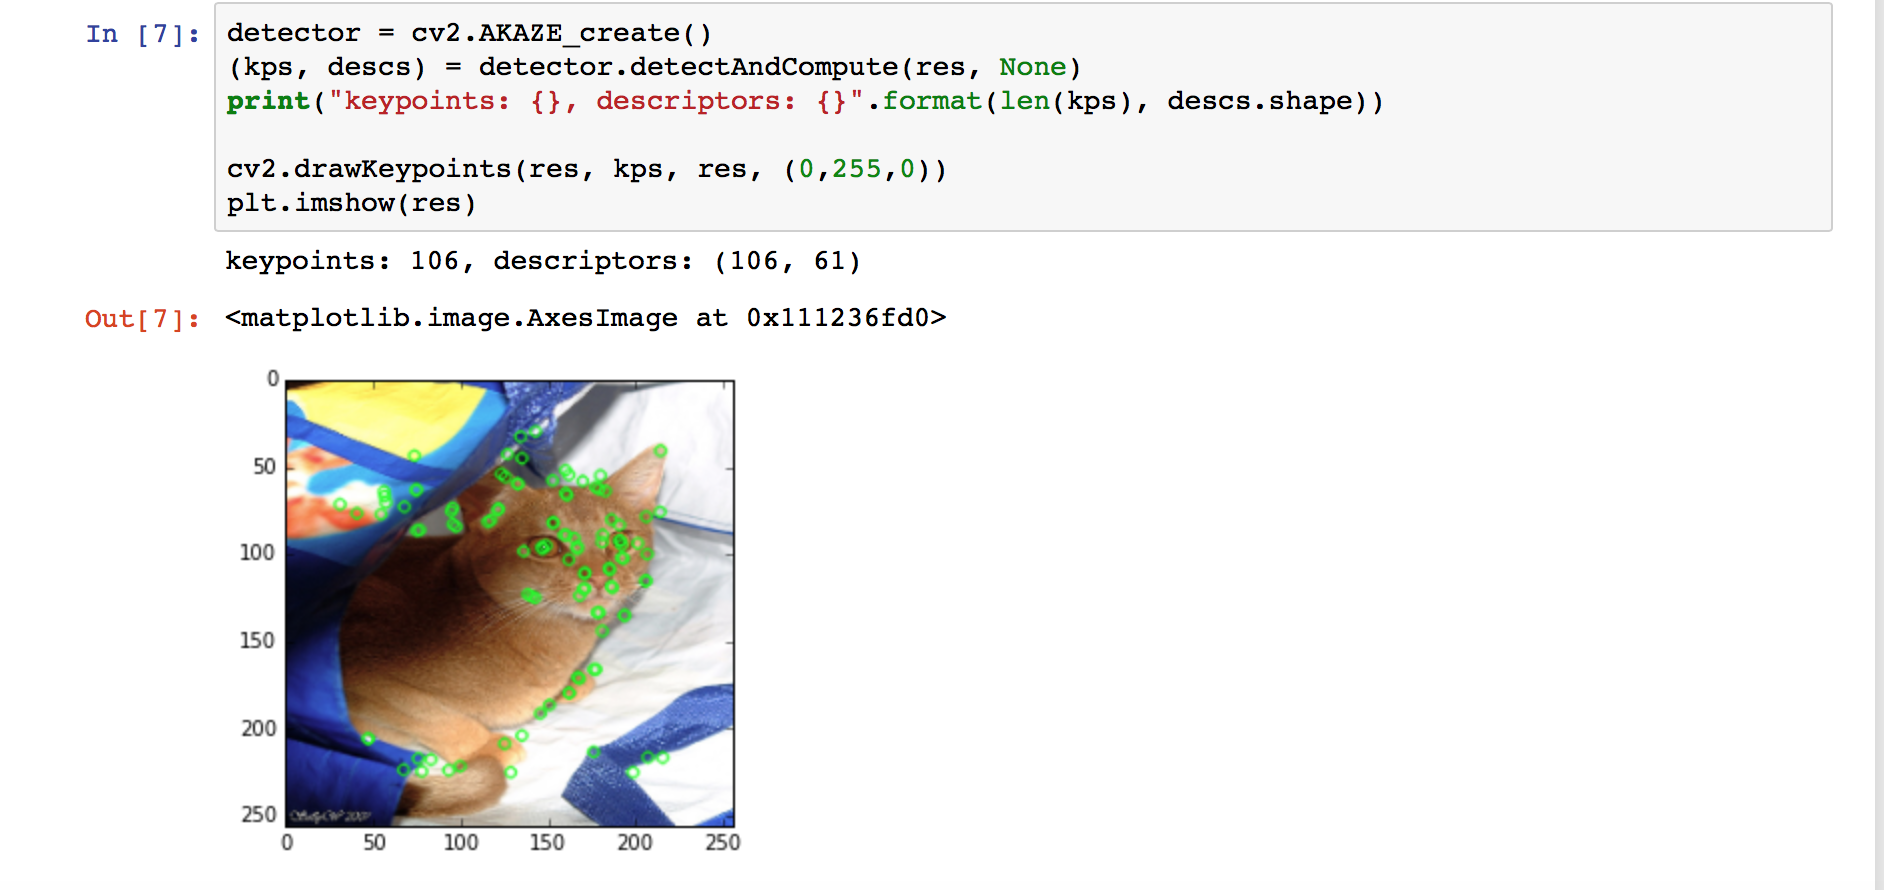 In [7]:
detector = cv2.AKAZE_create()
(kps, descs) = detector.detectAndCompute(res, None)
print("keypoints: {}, descriptors: {}".format(len(kps), descs.shape))
cv2.drawKeypoints(res, kps, res, (0,255,0))
plt.imshow(res)
keypoints: 106, descriptors: (106, 61)
Out[7]: <matplotlib.image.AxesImage at 0x111236fd0>
0
50
100
150
200
250
0 50 100 150 200 250